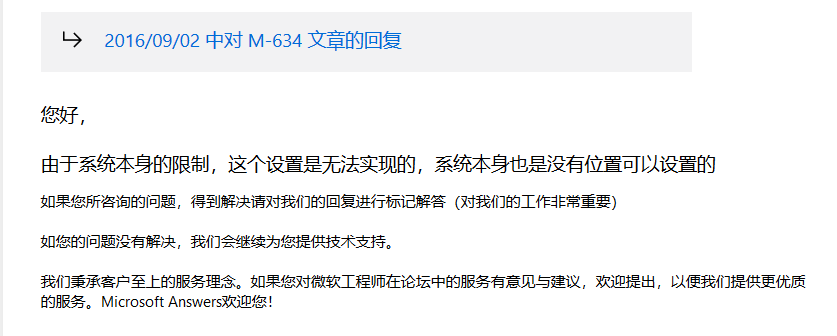 2016/09/02 中对 M-634 文章的回复
您好，
由于系统本身的限制，这个设置是无法实现的，系统本身也是没有位置可以设置的
如果您所咨询的问题，得到解决请对我们的回复进行标记解答（对我们的工作非常重要）
如您的问题没有解决，我们会继续为您提供技术支持。
我们秉承客户至上的服务理念。如果您对微软工程师在论坛中的服务有意见与建议，欢迎提出，以便我们提供更优质
的服务。Microsoft Answers欢迎您！